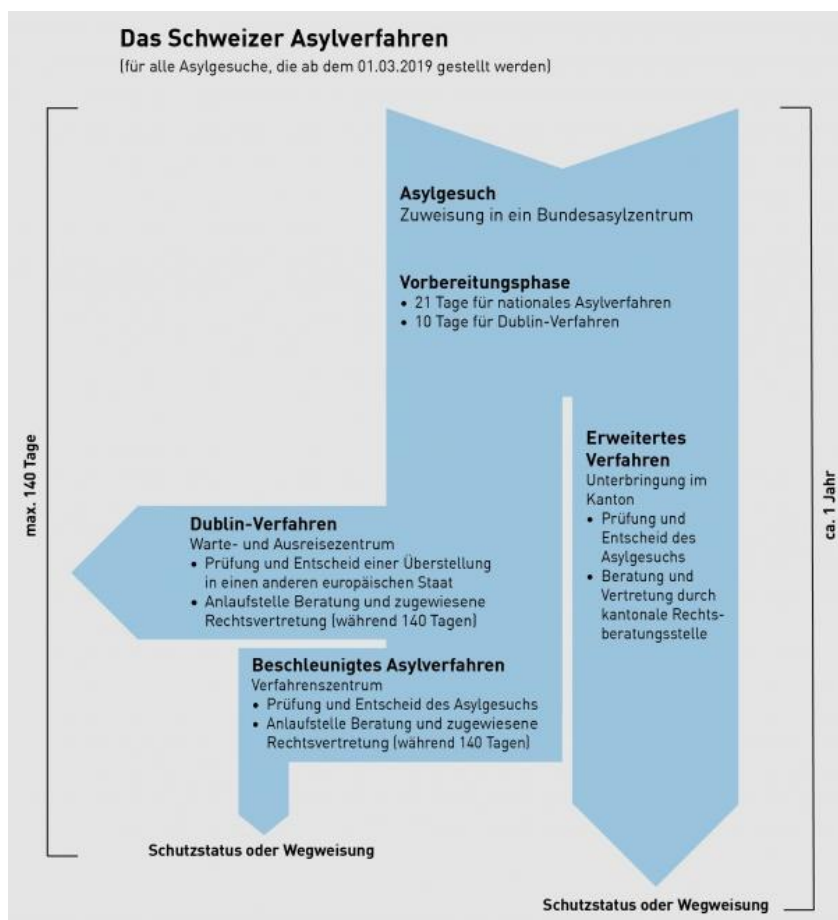 Das Schweizer Asylverfahren
(für alle Asylgesuche, die ab dem 01.03.2019 gestellt werden)
Asylgesuch
Zuweisung in ein Bundesasylzentrum
Vorbereitungsphase
• 21 Tage für nationales Asylverfahren
• 10 Tage für Dublin-Verfahren
max. 140 Tage
Dublin-Verfahren
Warte- und Ausreisezentrum
• Prüfung und Entscheid einer Überstellung
in einen anderen europäischen Staat
• Anlaufstelle Beratung und zugewiesene
Rechtsvertretung (während 140 Tagen)
Beschleunigtes Asylverfahren
Verfahrenszentrum
• Prüfung und Entscheid des Asylgesuchs
• Anlaufstelle Beratung und zugewiesene
Rechtsvertretung (während 140 Tagen)
Schutzstatus oder Wegweisung
Erweitertes
Verfahren
Unterbringung im
Kanton
• Prüfung und
Entscheid des
Asylgesuchs
• Beratung und
Vertretung durch
kantonale Rechts-
beratungsstelle
ca. 1 Jahr
Schutzstatus oder Wegweisung